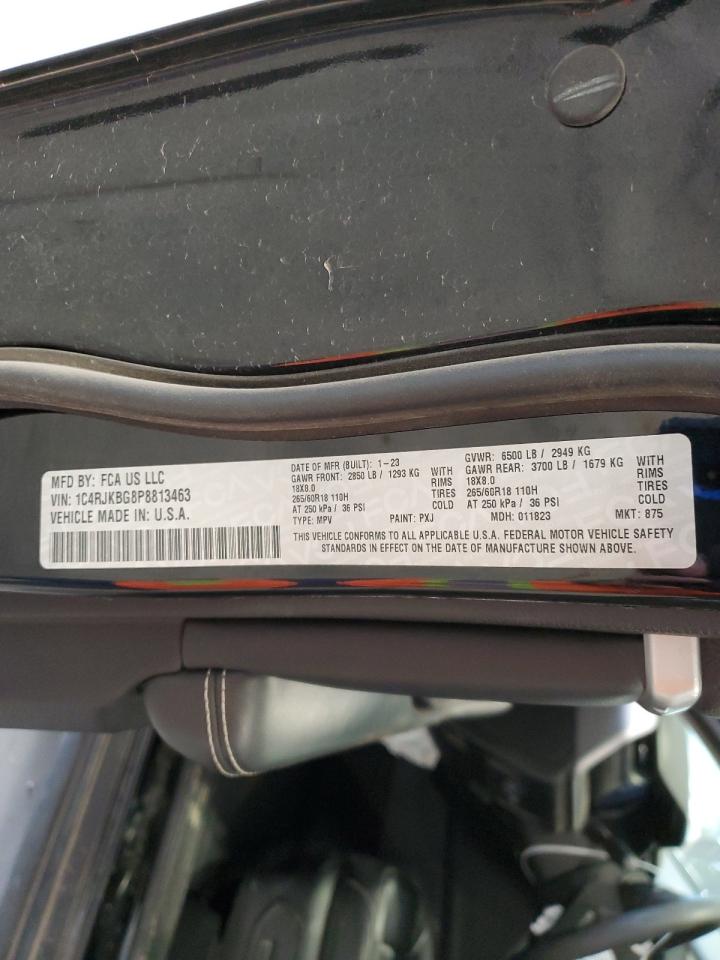 MFD BY: FCA US LLC
VIN: 1C4RJKBG8P8813463
VEHICLE MADE IN: U.S.A.
DATE OF MFR (BUILT): 1-23
GAWR FRONT: 2850 LB / 1293 KG WITH
18X8.0 RIMS
265/60R18 110H TIRES
AT 250 kPa / 36 PSI COLD
TYPE: MPV PAINT: PXJ
GVWR: 6500 LB / 2949 KG
GAWR REAR: 3700 LB / 1679 KG WITH
18X8.0 RIMS
265/60R18 110H TIRES
AT 250 kPa / 36 PSI COLD
MDH: 011823 MKT: 875
THIS VEHICLE CONFORMS TO ALL APPLICABLE U.S.A. FEDERAL MOTOR VEHICLE SAFETY
STANDARDS IN EFFECT ON THE DATE OF MANUFACTURE SHOWN ABOVE.